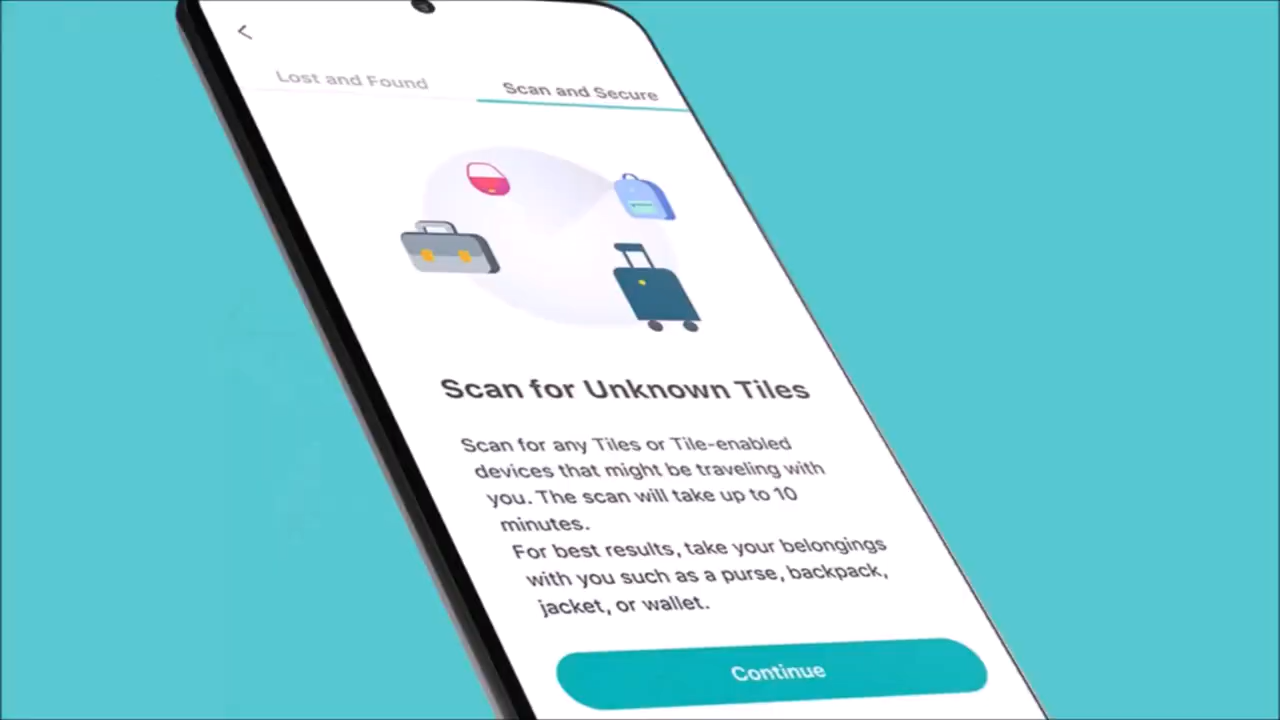 Lost and Found
Scan and Secure
Scan for Unknown Tiles
Scan for any Tiles or Tile-enabled
devices that might be traveling with
you. The scan will take up to 10
minutes.
For best results, take your belongings
with you such as a purse, backpack,
jacket, or wallet.
Continue